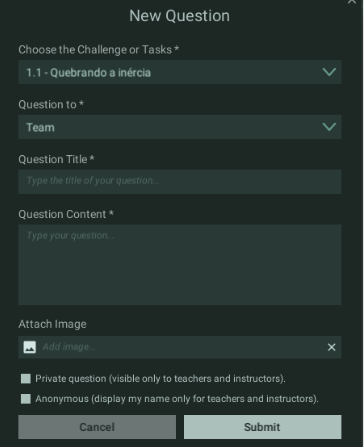 New Question
Choose the Challenge or Tasks *
1.1 - Quebrando a inércia
Question to *
Team
Question Title *
Type the title of your question...
Question Content *
Type your question...
Attach Image
Add image...
Private question (visible only to teachers and instructors).
Anonymous (display my name only for teachers and instructors).
Cancel
Submit